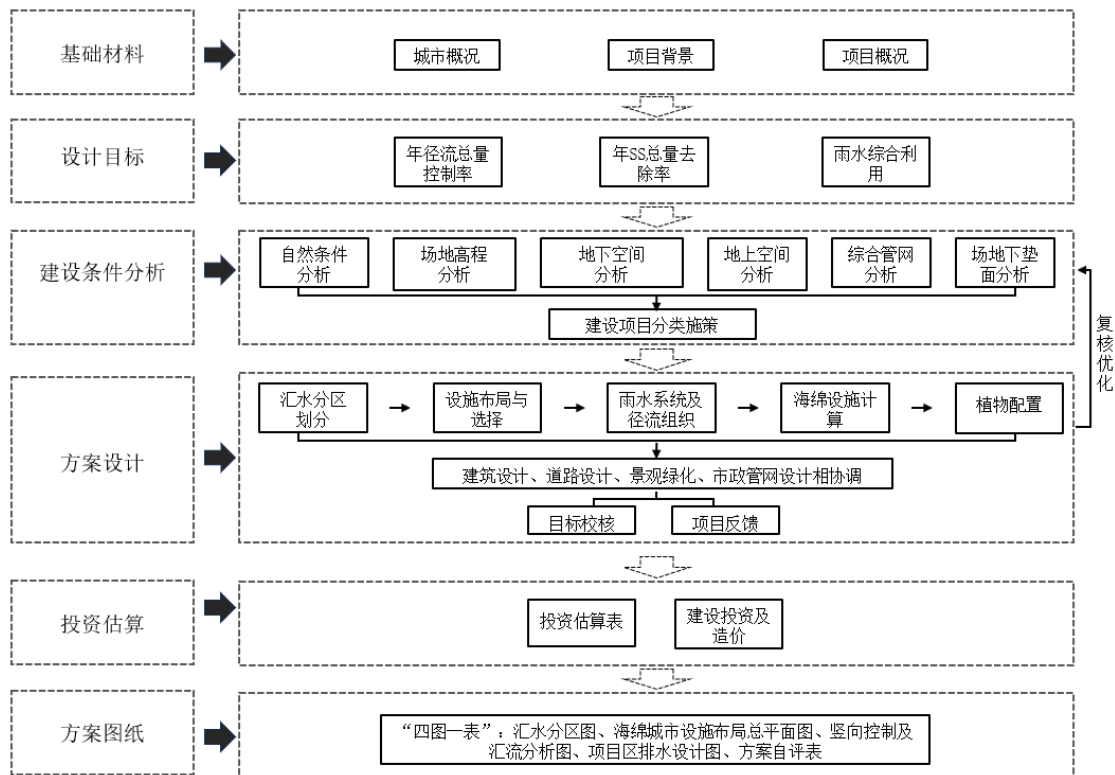 基础材料
城市概况
项目背景
项目概况
设计目标
年径流总量
控制率
年SS总量去
除率
雨水综合利
用
建设条件分析
自然条件
分析
场地高程
分析
地下空间
分析
地上空间
分析
综合管网
分析
场地下垫
面分析
建设项目分类施策
复核优化
方案设计
汇水分区
划分
设施布局与
选择
雨水系统及
径流组织
海绵设施计
算
植物配置
建筑设计、道路设计、景观绿化、市政管网设计相协调
目标校核
项目反馈
投资估算
投资估算表
建设投资及
造价
方案图纸
“四图一表”:汇水分区图、海绵城市设施布局总平面图、竖向控制及
汇流分析图、项目区排水设计图、方案自评表